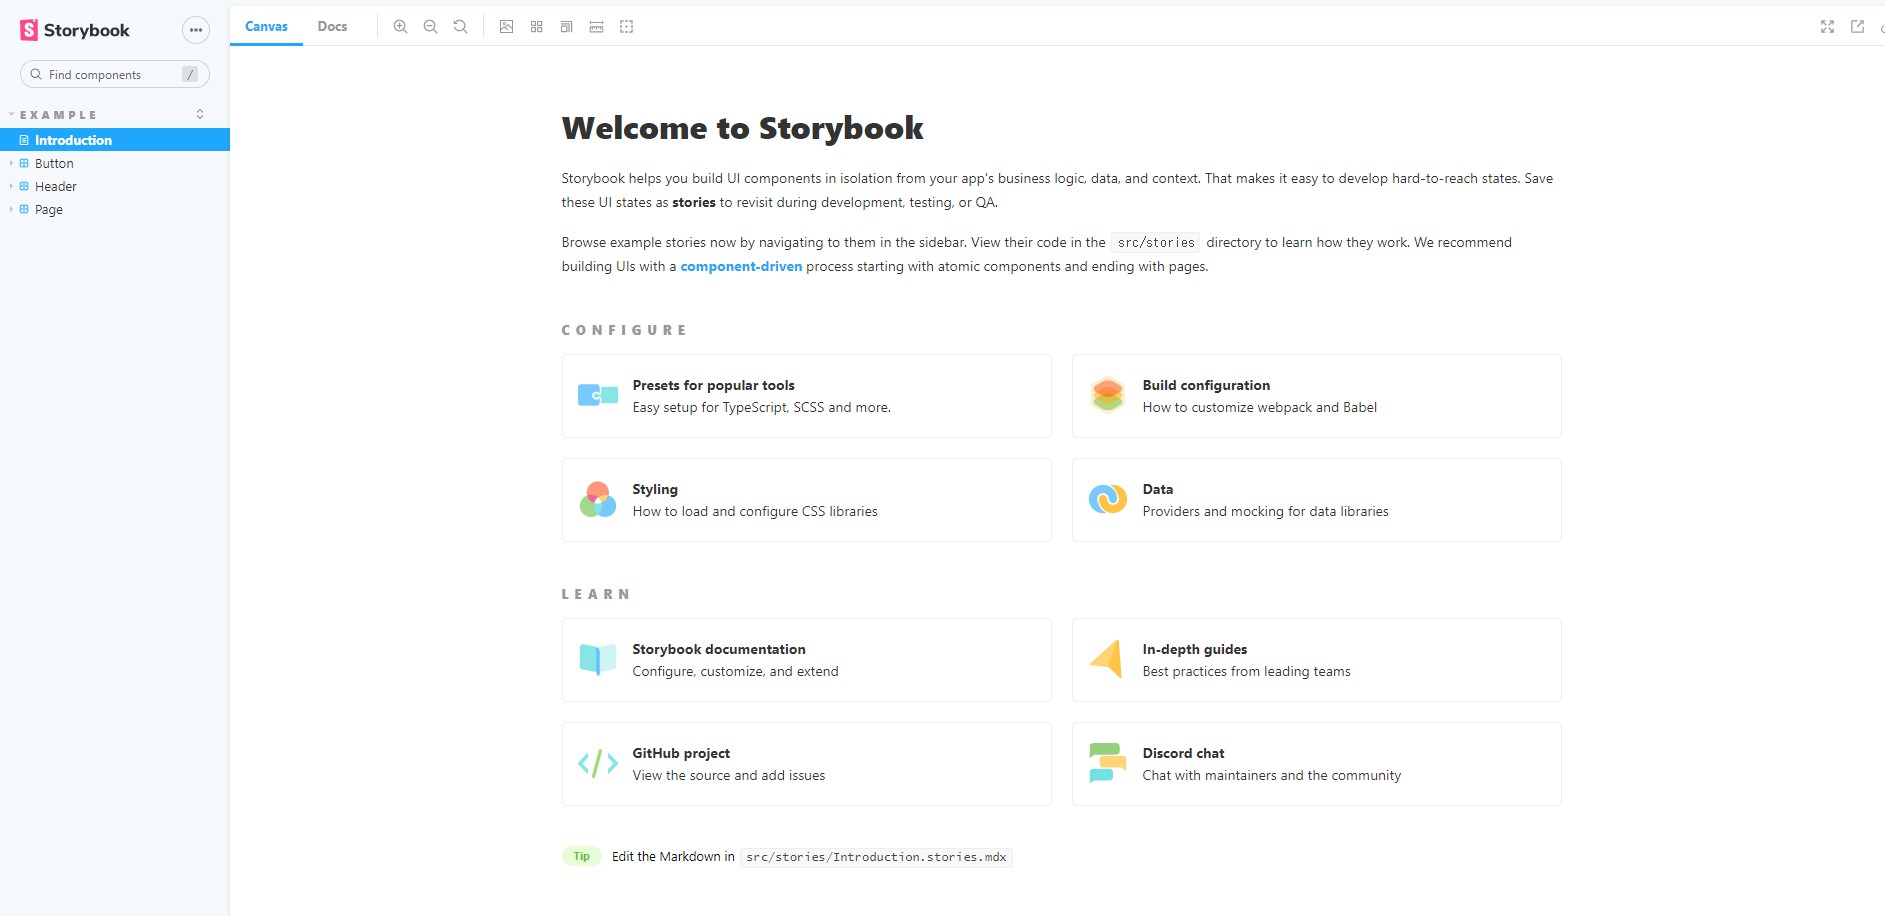 Storybook
Find components
/
EXAMPLE
Introduction
Button
Header
Page
Canvas
Docs
Welcome to Storybook
Storybook helps you build UI components in isolation from your app's business logic, data, and context. That makes it easy to develop hard-to-reach states. Save
these UI states as stories to revisit during development, testing, or QA.
Browse example stories now by navigating to them in the sidebar. View their code in the src/stories directory to learn how they work. We recommend
building UIs with a component-driven process starting with atomic components and ending with pages.
CONFIGURE
Presets for popular tools
Easy setup for TypeScript, SCSS and more.
Build configuration
How to customize webpack and Babel
Styling
How to load and configure CSS libraries
Data
Providers and mocking for data libraries
LEARN
Storybook documentation
Configure, customize, and extend
In-depth guides
Best practices from leading teams
GitHub project
View the source and add issues
Discord chat
Chat with maintainers and the community
Tip Edit the Markdown in src/stories/Introduction.stories.mdx